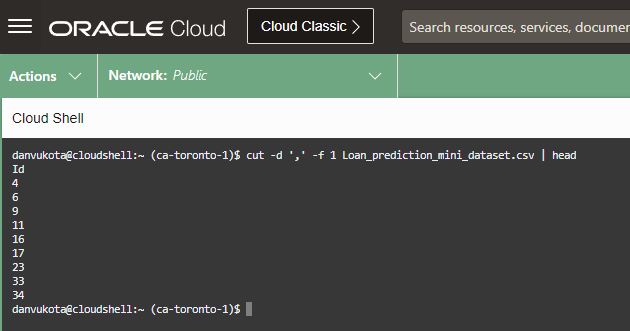 ORACLE Cloud
Cloud Classic
Search resources, services, documen
Actions
Network: Public
Cloud Shell
danvukota@cloudshell:~ (ca-toronto-1)$ cut -d ',' -f 1 Loan_prediction_mini_dataset.csv | head
Id
4
6
9
11
16
17
23
33
34
danvukota@cloudshell:~ (ca-toronto-1)$